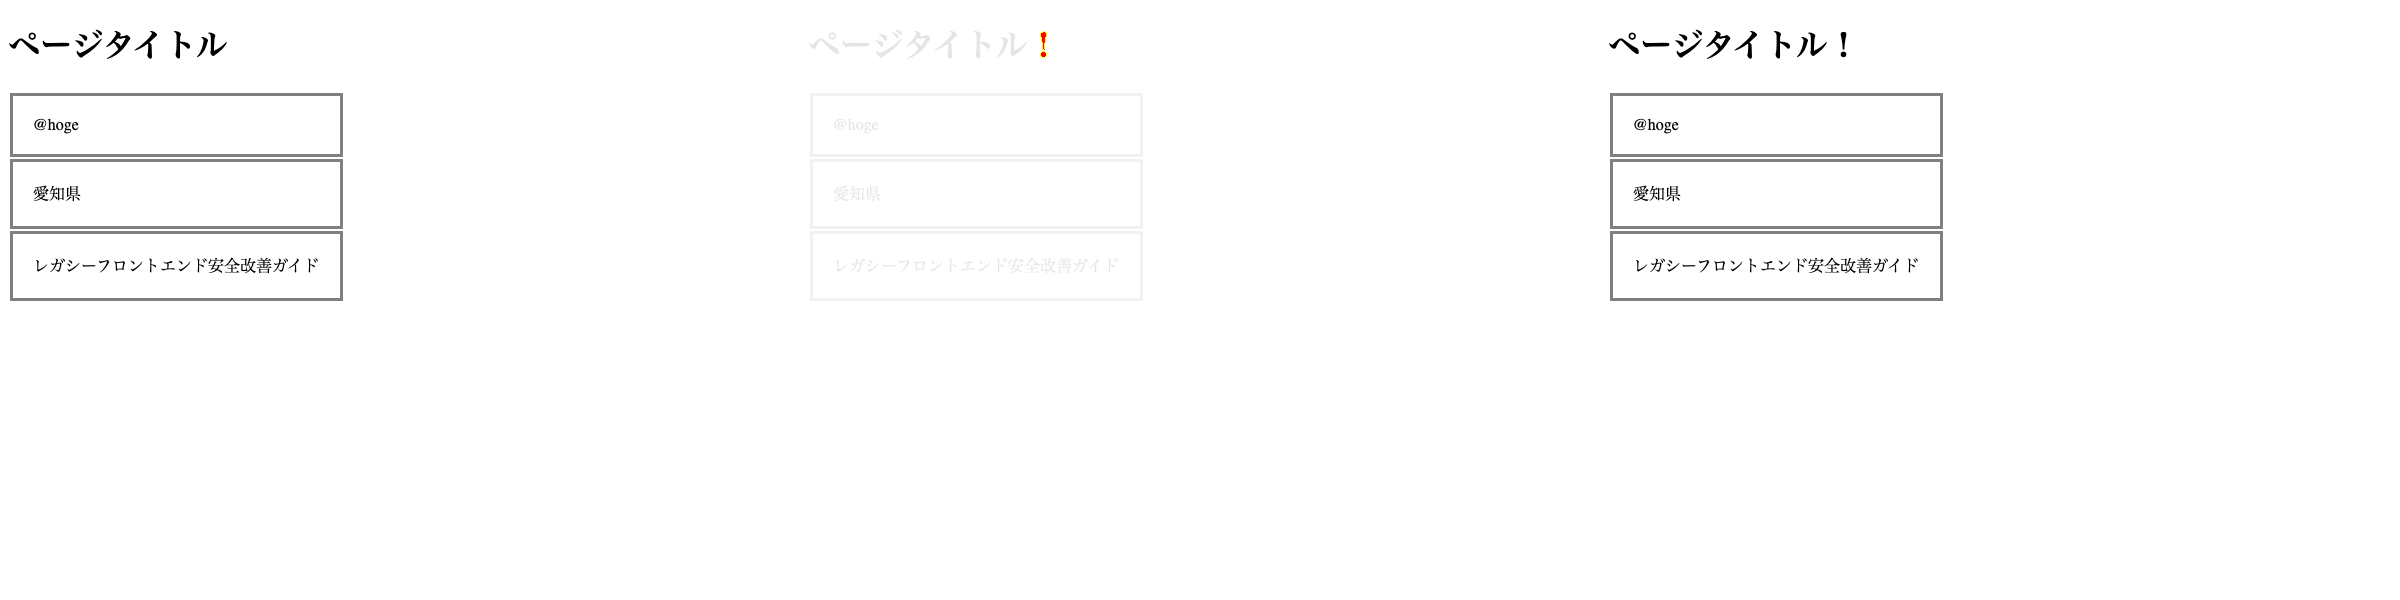 ページタイトル
@hoge
愛知県
レガシーフロントエンド安全改善ガイド
ページタイトル！
@hoge
愛知県
レガシーフロントエンド安全改善ガイド
ページタイトル！
@hoge
愛知県
レガシーフロントエンド安全改善ガイド